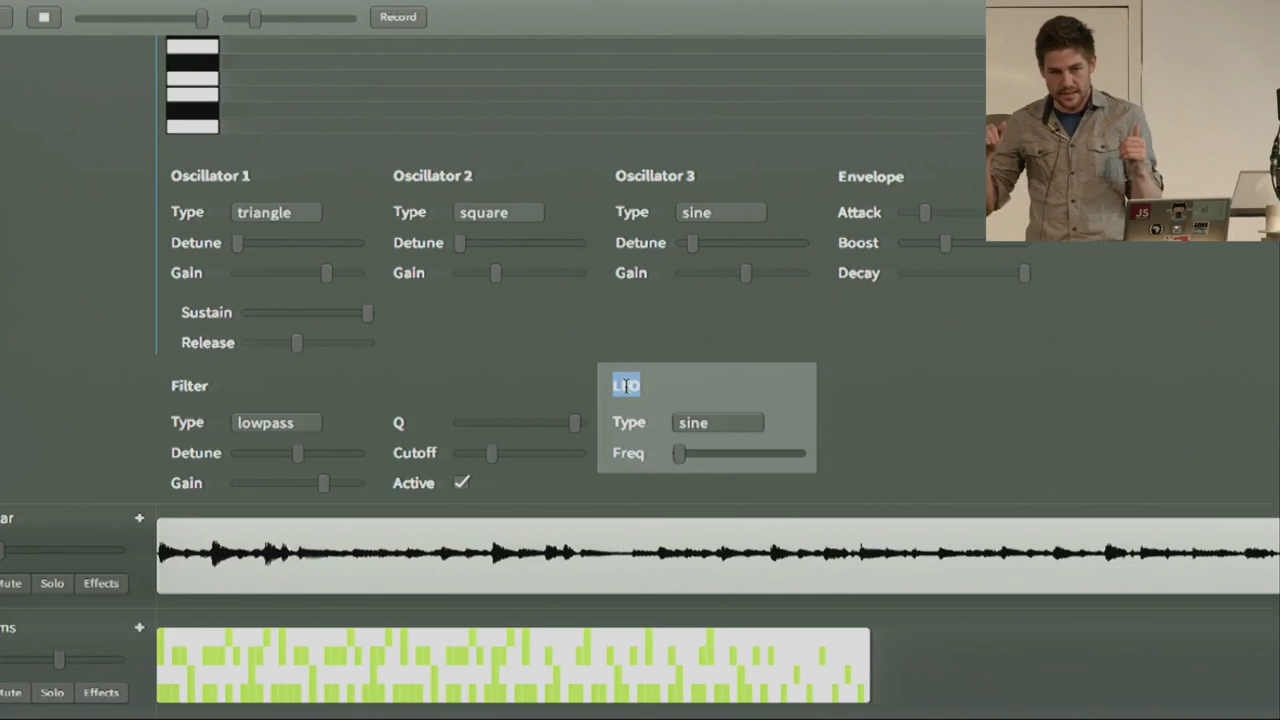 Record
Oscillator 1 Oscillator 2 Oscillator 3 Envelope
Type triangle Type square Type sine Attack
Detune Detune Detune Boost
Gain Gain Gain Decay
Sustain
Release
Filter LFO
Type lowpass Q Type sine
Detune Cutoff Freq
Gain Active
ar +
Mute Solo Effects
ms +
Mute Solo Effects
JS